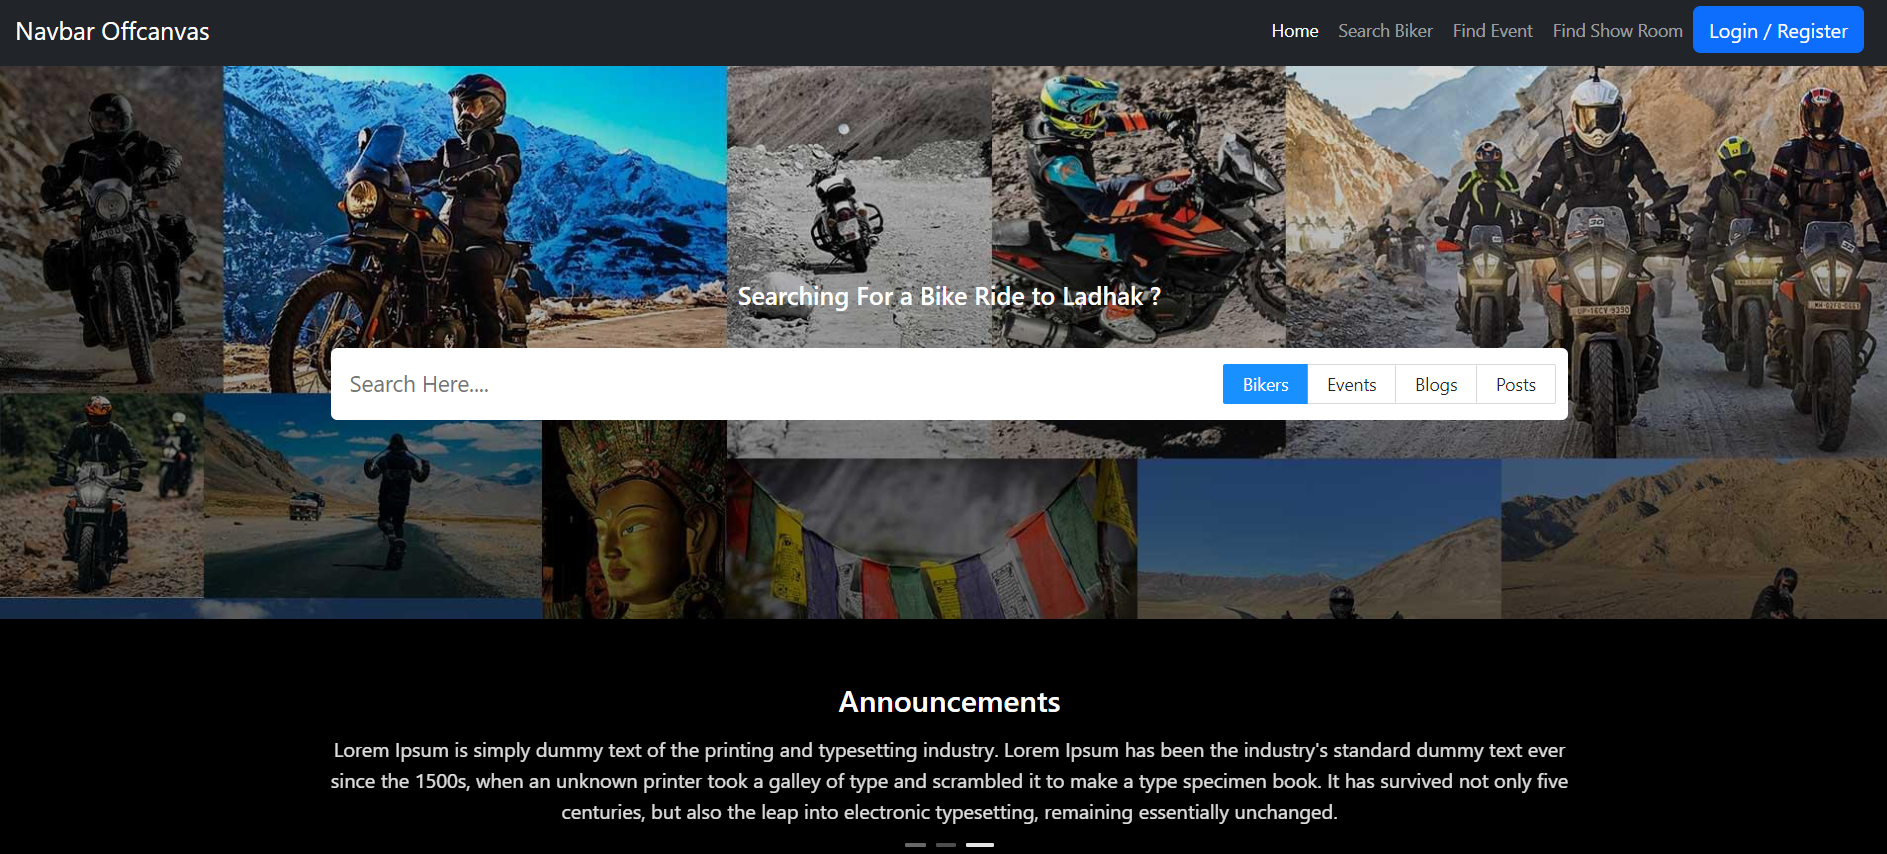 Navbar Offcanvas
Home
Search Biker
Find Event
Find Show Room
Login / Register
Searching For a Bike Ride to Ladhak ?
Search Here....
Bikers
Events
Blogs
Posts
Announcements
Lorem Ipsum is simply dummy text of the printing and typesetting industry. Lorem Ipsum has been the industry's standard dummy text ever
since the 1500s, when an unknown printer took a galley of type and scrambled it to make a type specimen book. It has survived not only five
centuries, but also the leap into electronic typesetting, remaining essentially unchanged.